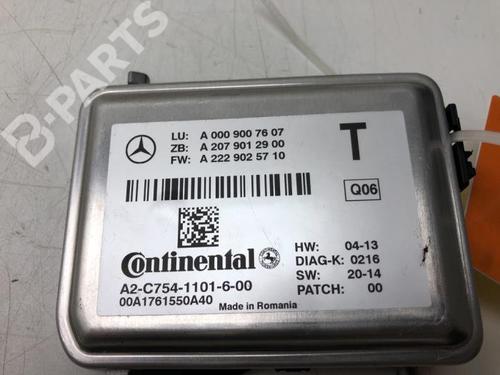 B-PARTS
LU: A 000 900 76 07
ZB: A 207 901 29 00
FW: A 222 902 57 10
T
Q06
Continental
HW: 04-13
DIAG-K: 0216
SW: 20-14
PATCH: 00
A2-C754-1101-6-00
00A1761550A40
Made in Romania